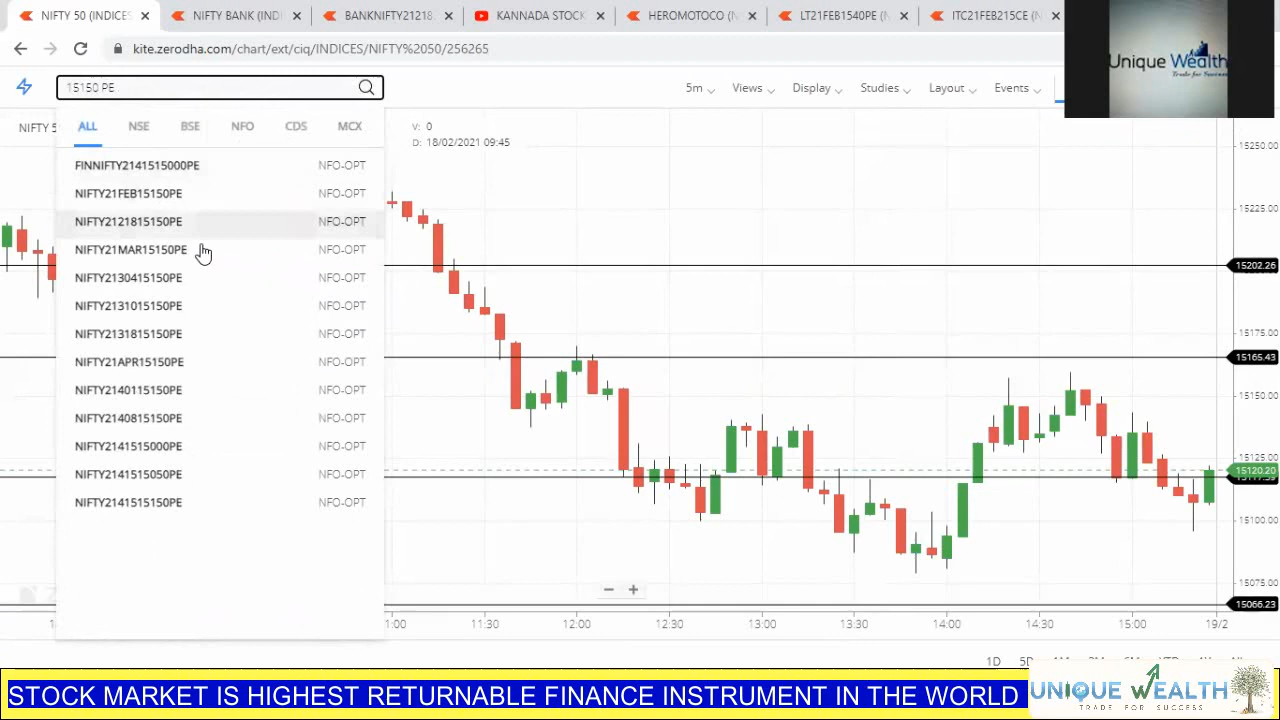 NIFTY 50 (INDICES
NIFTY BANK (INDI
BANKNIFTY21218
KANNADA STOCK
HEROMOTOCO (N
LT21FEB1540PE (N
ITC21FEB215CE (N
kite.zerodha.com/chart/ext/ciq/INDICES/NIFTY%2050/256265
Unique Wealth
Trade for Success
15150 PE
5m
Views
Display
Studies
Layout
Events
NIFTY 5
ALL
NSE
BSE
NFO
CDS
MCX
V: 0
D: 18/02/2021 09:45
FINNIFTY2141515000PE NFO-OPT
NIFTY21FEB15150PE NFO-OPT
NIFTY2121815150PE NFO-OPT
NIFTY21MAR15150PE NFO-OPT
NIFTY2130415150PE NFO-OPT
NIFTY2131015150PE NFO-OPT
NIFTY2131815150PE NFO-OPT
NIFTY21APR15150PE NFO-OPT
NIFTY2140115150PE NFO-OPT
NIFTY2140815150PE NFO-OPT
NIFTY2141515000PE NFO-OPT
NIFTY2141515050PE NFO-OPT
NIFTY2141515150PE NFO-OPT
15250.00
15225.00
15202.26
15175.00
15165.43
15150.00
15125.00
15120.20
15100.00
15075.00
15066.23
1:00
11:30
12:00
12:30
13:00
13:30
14:00
14:30
15:00
19/2
1D
STOCK MARKET IS HIGHEST RETURNABLE FINANCE INSTRUMENT IN THE WORLD
UNIQUE WEALTH
TRADE FOR SUCCESS